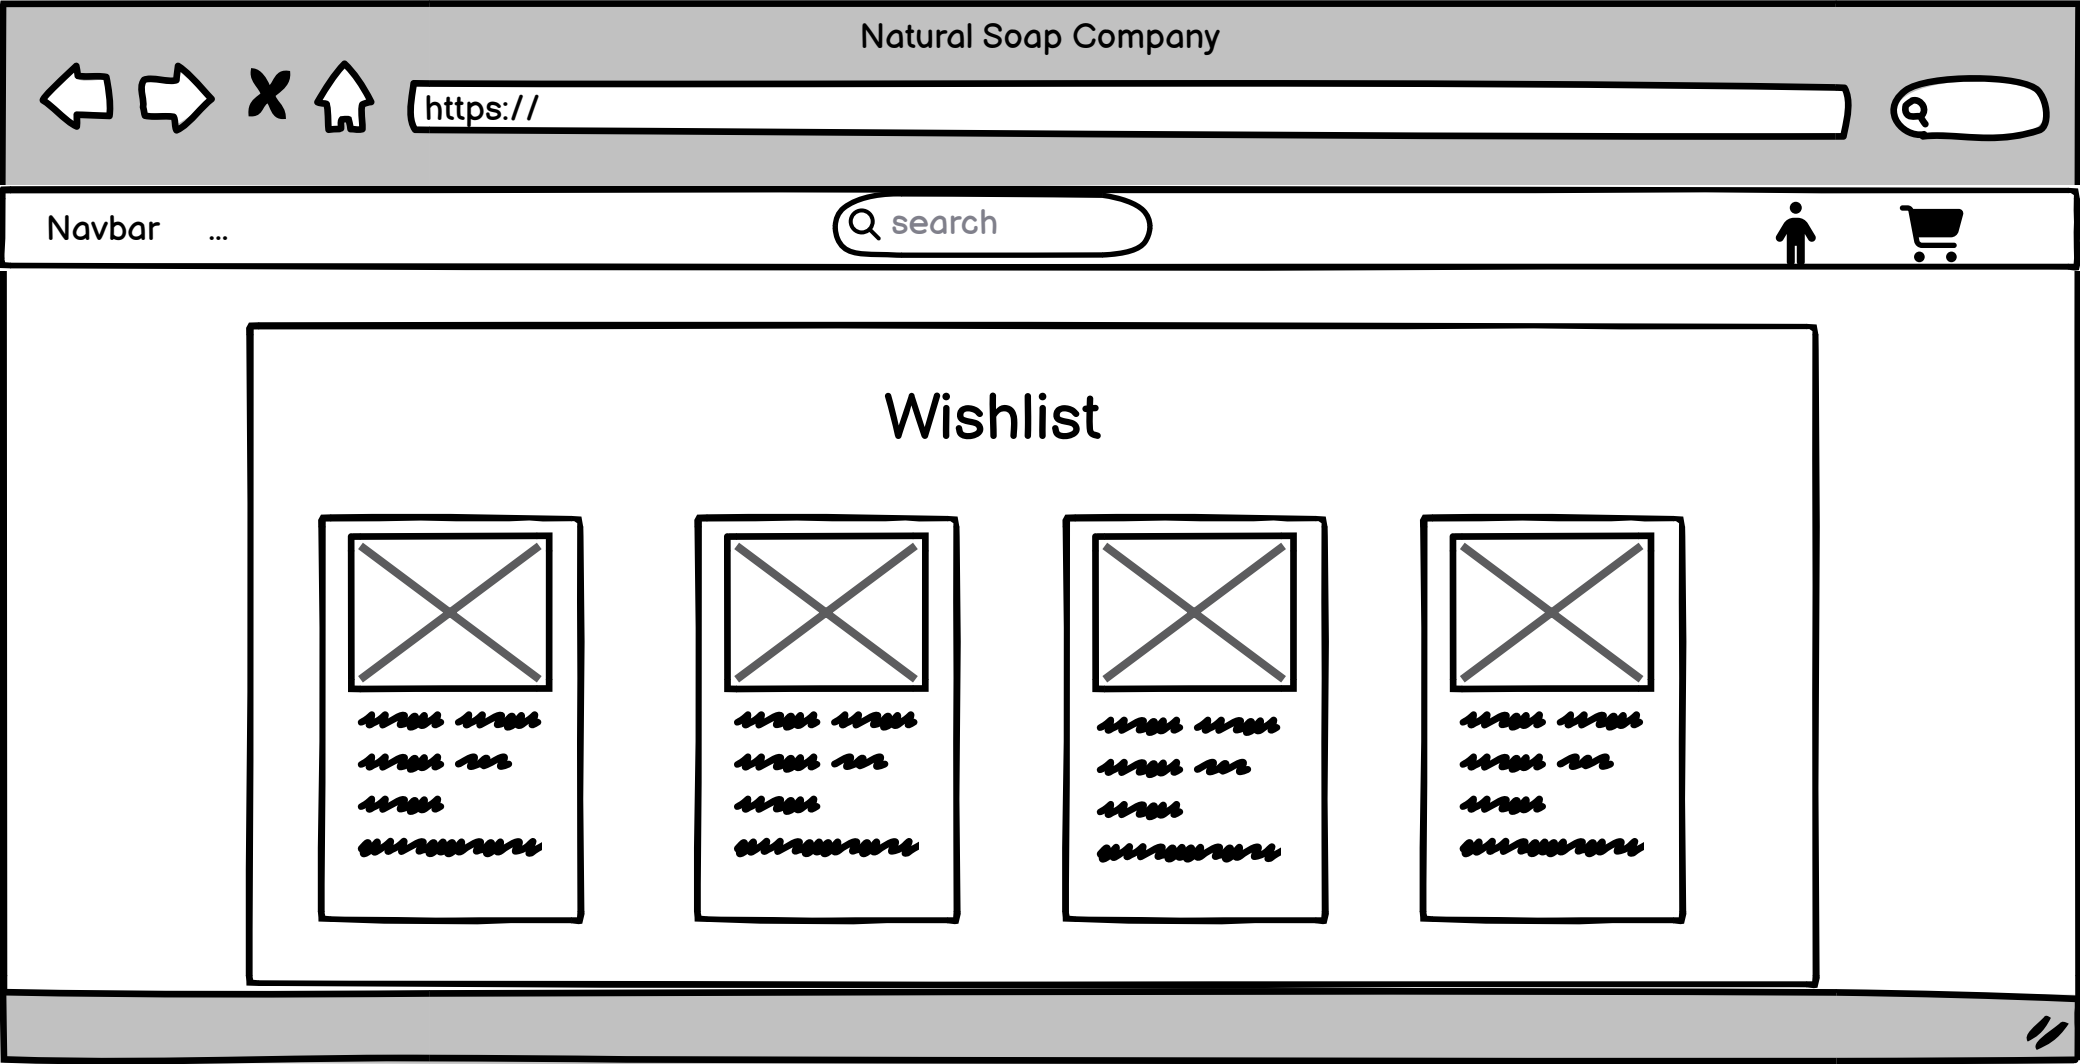 Natural Soap Company
https://
Navbar ...
search
Wishlist